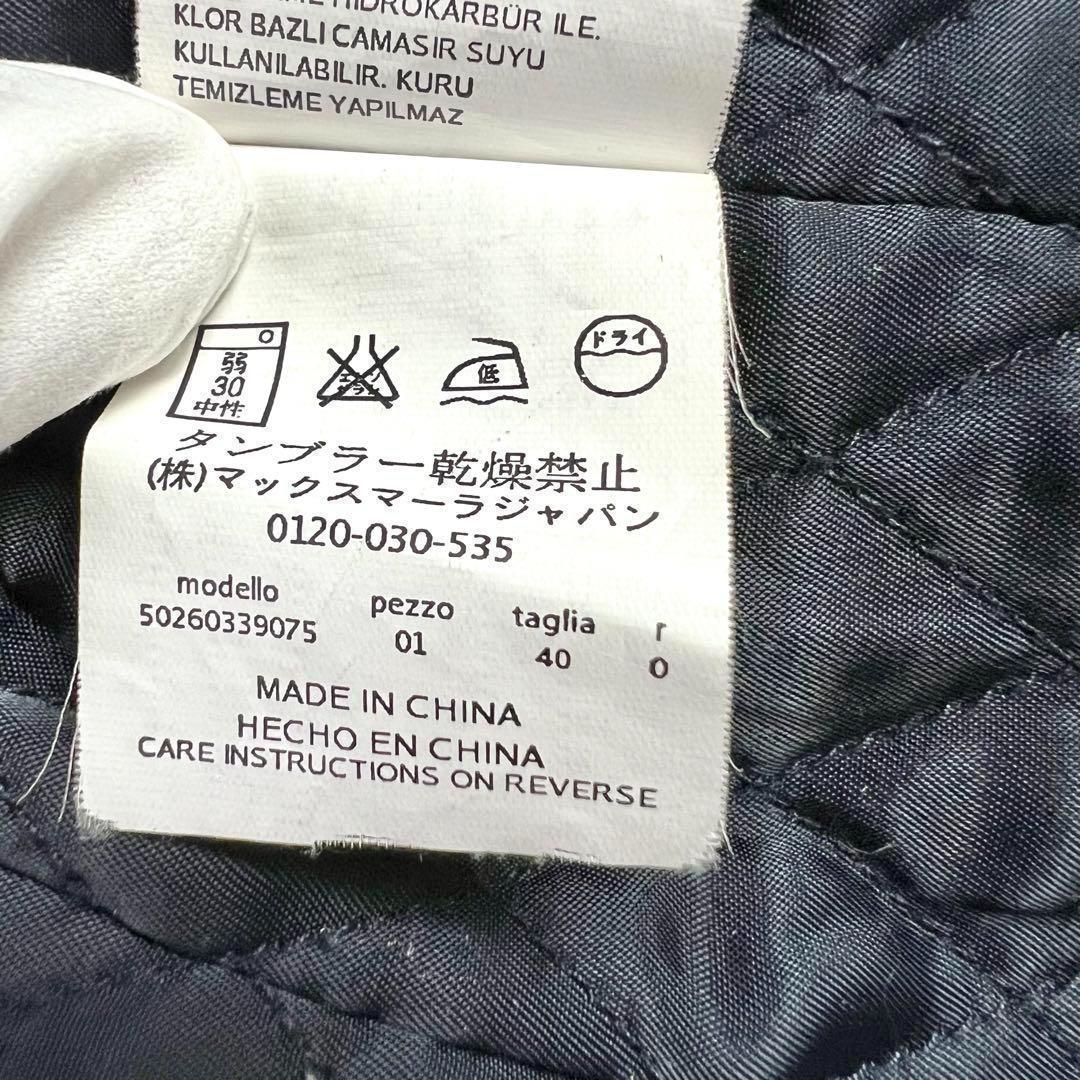 HİDROKARBÜR ILE.
KLOR BAZLI CAMASIR SUYU
KULLANILABILIR. KURU
TEMIZLEME YAPILMAZ
弱
30
中性
低
ドライ
タンブラー乾燥禁止
(株)マックスマーラジャパン
0120-030-535
modello pezzo taglia r
50260339075 01 40 0
MADE IN CHINA
HECHO EN CHINA
CARE INSTRUCTIONS ON REVERSE